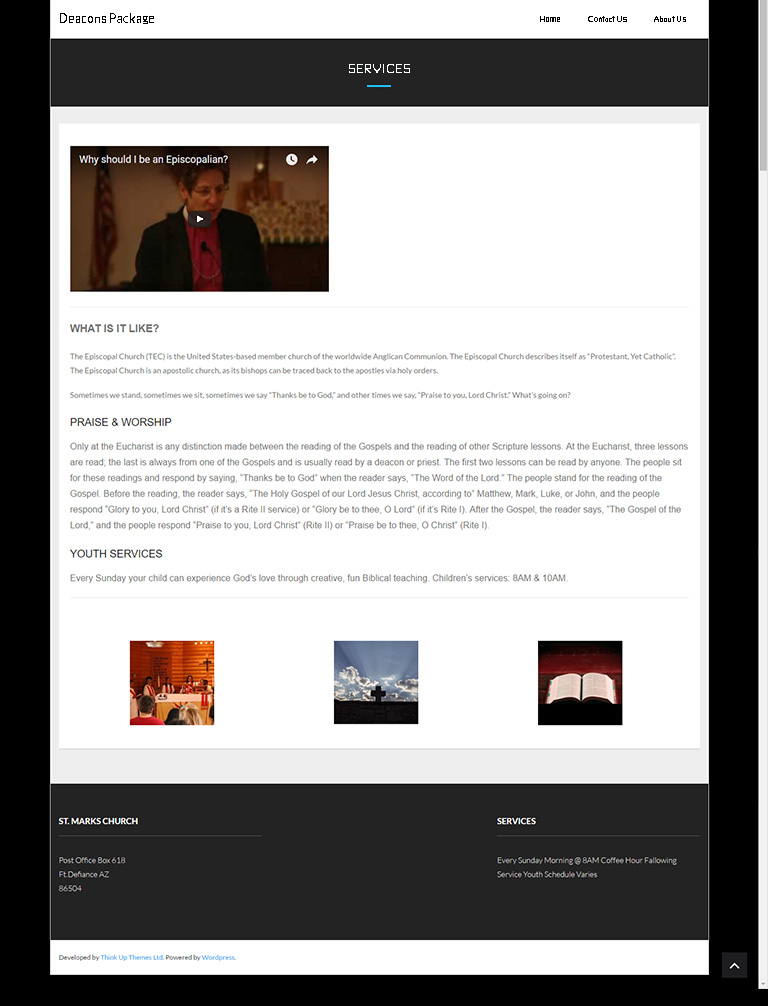 Deacons Package
Home Contact Us About Us
SERVICES
Why should I be an Episcopalian?
WHAT IS IT LIKE?
The Episcopal Church (TEC) is the United States-based member church of the worldwide Anglican Communion. The Episcopal Church describes itself as "Protestant, Yet Catholic".
The Episcopal Church is an apostolic church, as its bishops can be traced back to the apostles via holy orders.
Sometimes we stand, sometimes we sit, sometimes we say "Thanks be to God," and other times we say, "Praise to you, Lord Christ." What's going on?
PRAISE & WORSHIP
Only at the Eucharist is any distinction made between the reading of the Gospels and the reading of other Scripture lessons. At the Eucharist, three lessons
are read; the last is always from one of the Gospels and is usually read by a deacon or priest. The first two lessons can be read by anyone. The people sit
for these readings and respond by saying, "Thanks be to God" when the reader says, "The Word of the Lord." The people stand for the reading of the
Gospel. Before the reading, the reader says, "The Holy Gospel of our Lord Jesus Christ, according to" Matthew, Mark, Luke, or John, and the people
respond "Glory to you, Lord Christ" (if it's a Rite II service) or "Glory be to thee, O Lord" (if it's Rite I). After the Gospel, the reader says, "The Gospel of the
Lord," and the people respond "Praise to you, Lord Christ" (Rite II) or "Praise be to thee, O Christ" (Rite I).
YOUTH SERVICES
Every Sunday your child can experience God's love through creative, fun Biblical teaching. Children's services: 8AM & 10AM.
ST. MARKS CHURCH
Post Office Box 618
Ft.Defiance AZ
86504
SERVICES
Every Sunday Morning @ 8AM Coffee Hour Fallowing
Service Youth Schedule Varies
Developed by Think Up Themes Ltd. Powered by Wordpress.